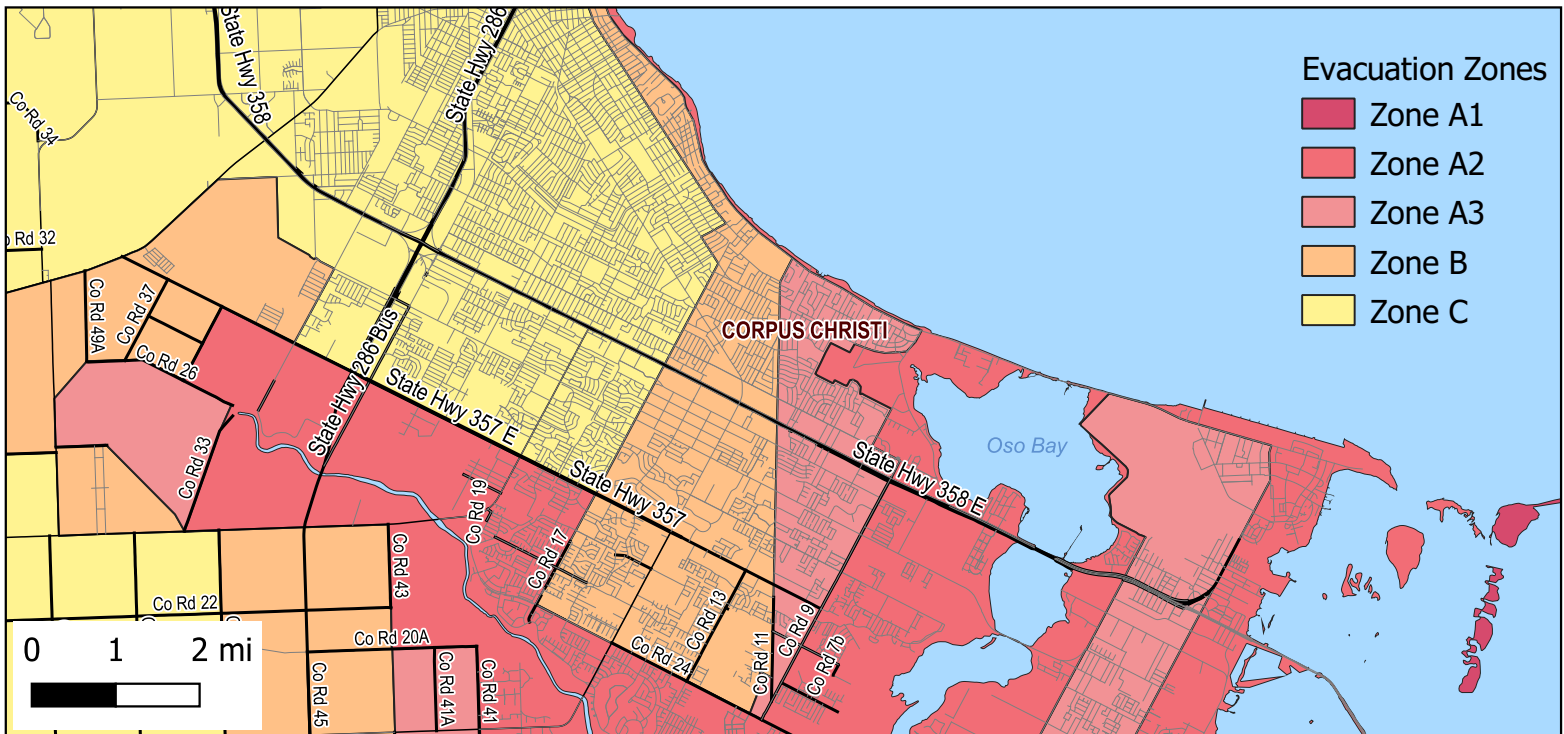 State Hwy 358
State Hwy 286
Evacuation Zones
Zone A1
Zone A2
Zone A3
Zone B
Zone C
Co Rd 34
Rd 32
Co Rd 49A
Co Rd 37
Co Rd 26
State Hwy 286 Bus
CORPUS CHRISTI
State Hwy 357 E
Oso Bay
State Hwy 358 E
Co Rd 33
Co Rd 19
State Hwy 357
Co Rd 17
Co Rd 43
Co Rd 22
Co Rd 13
Co Rd 9
Co Rd 11
Co Rd 7b
Co Rd 24
Co Rd 20A
Co Rd 45
Co Rd 41A
Co Rd 41
0 1 2 mi